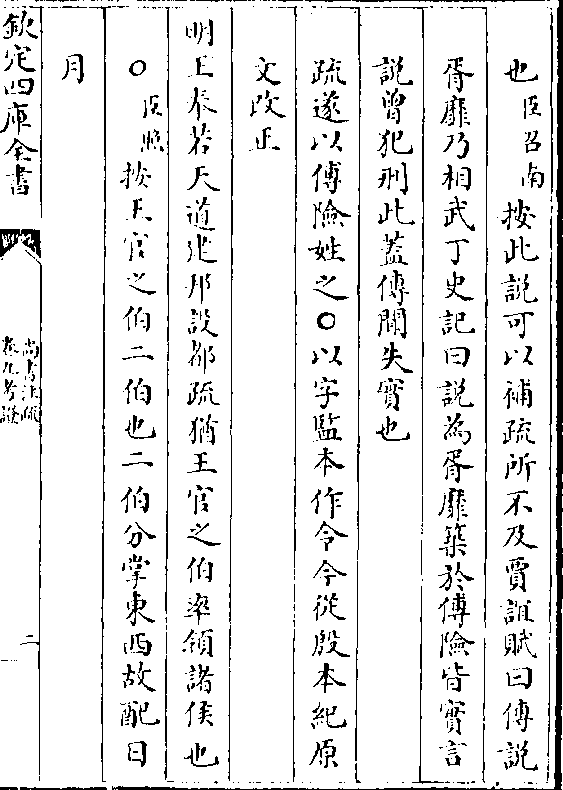 也臣召南按此說可以補疏所不及賈誼賦曰傅說
胥靡乃相武丁史記曰說為胥靡築於傅險皆實言
說曾犯刑此蓋傳聞失實也
疏遂以傅險姓之○以字監本作令今從殷本紀原
文改正
明王奉若天道建邦設都疏猶王官之伯率領諸侯也
○臣照按王官之伯二伯也二伯分掌東西故配日
月
欽定四庫全書
尚書注疏
卷九考證
二